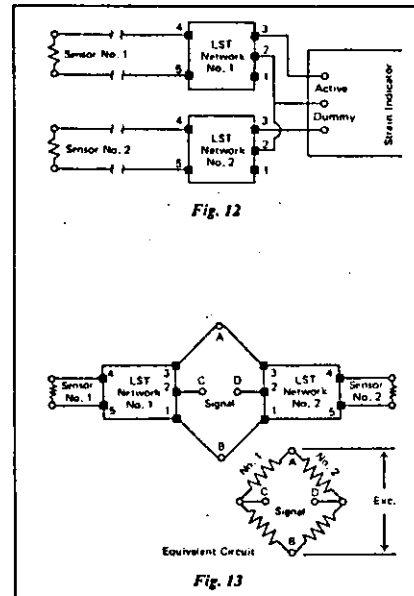 4
LST
Network
No. 1
3
2
1
5
Sensor No. 1
Active
Dummy
Strain Indicator
4
LST
Network
No. 2
3
2
1
5
Sensor No. 2
Fig. 12
A
4
LST
Network
No. 1
3
2
1
5
Sensor
No. 1
C
D
Signal
3
2
1
LST
Network
No. 2
4
5
Sensor
No. 2
B
A
No. 1
No. 2
C
D
Signal
B
Exc.
Equivalent Circuit
Fig. 13